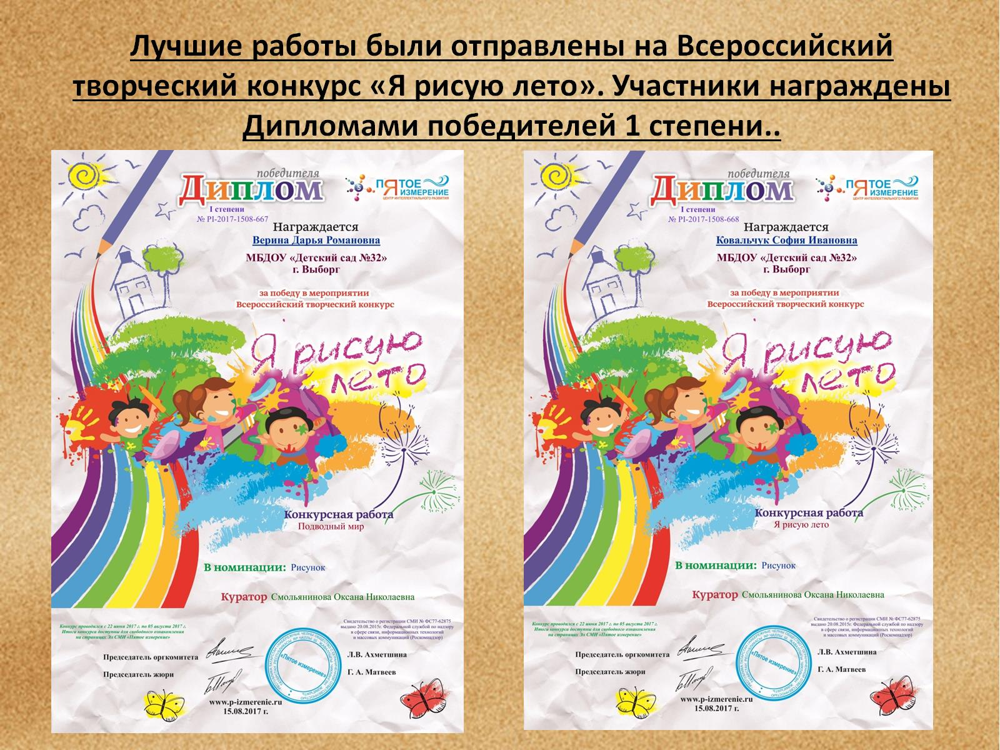 Лучшие работы были отправлены на Всероссийский
творческий конкурс «Я рисую лето». Участники награждены
Дипломами победителей 1 степени..
победителя
Диплом
ПЯТОЕ
ИЗМЕРЕНИЕ
ЦЕНТР ИНТЕЛЛЕКТУАЛЬНОГО РАЗВИТИЯ
I степени
№ PI-2017-1508-667
Награждается
Верина Дарья Романовна
МБДОУ «Детский сад №32»
г. Выборг
за победу в мероприятии
Всероссийский творческий конкурс
Я рисую
лето
Конкурсная работа
Подводный мир
В номинации: Рисунок
Куратор Смольянинова Оксана Николаевна
Конкурс проводился с 22 июня 2017 г. по 05 августа 2017 г.
Итоги конкурса доступны для свободного ознакомления
на страницах Эл СМИ «Пятое измерение»
Свидетельство о регистрации СМИ № ФС77-62875
выдано 20.08.2015г. Федеральной службой по надзору
в сфере связи, информационных технологий
и массовых коммуникаций (Роскомнадзор)
Председатель оргкомитета
Л.В. Ахметшина
Председатель жюри
Г. А. Матвеев
«Пятое измерение»
www.p-izmerenie.ru
15.08.2017 г.
победителя
Диплом
ПЯТОЕ
ИЗМЕРЕНИЕ
ЦЕНТР ИНТЕЛЛЕКТУАЛЬНОГО РАЗВИТИЯ
I степени
№ PI-2017-1508-668
Награждается
Ковальчук София Ивановна
МБДОУ «Детский сад №32»
г. Выборг
за победу в мероприятии
Всероссийский творческий конкурс
Я рисую
лето
Конкурсная работа
Я рисую лето
В номинации: Рисунок
Куратор Смольянинова Оксана Николаевна
Конкурс проводился с 22 июня 2017 г. по 05 августа 2017 г.
Итоги конкурса доступны для свободного ознакомления
на страницах Эл СМИ «Пятое измерение»
Свидетельство о регистрации СМИ № ФС77-62875
выдано 20.08.2015г. Федеральной службой по надзору
в сфере связи, информационных технологий
и массовых коммуникаций (Роскомнадзор)
Председатель оргкомитета
Л.В. Ахметшина
Председатель жюри
Г. А. Матвеев
«Пятое измерение»
www.p-izmerenie.ru
15.08.2017 г.